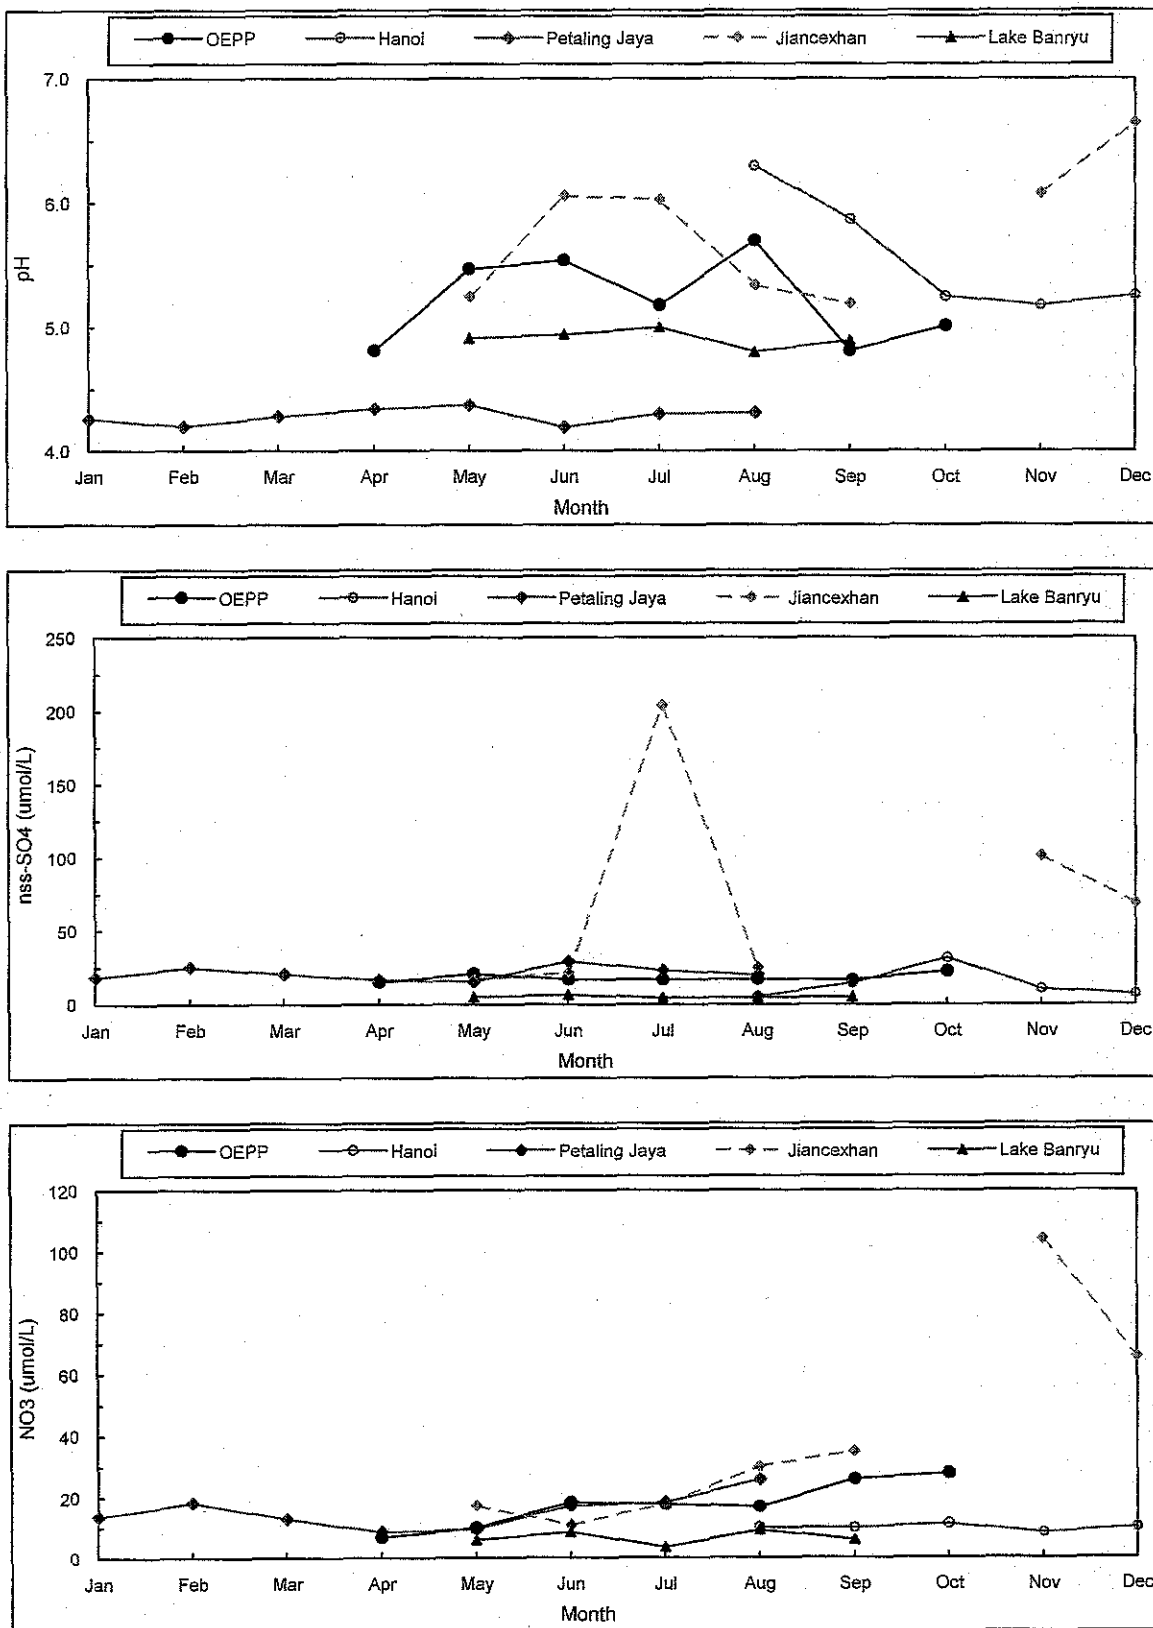 OEPP Hanoi Petaling Jaya Jiancexhan Lake Banryu
7.0
6.0
5.0
4.0
pH
Jan Feb Mar Apr May Jun Jul Aug Sep Oct Nov Dec
Month
OEPP Hanoi Petaling Jaya Jiancexhan Lake Banryu
250
200
150
100
50
0
nss-SO4 (umol/L)
Jan Feb Mar Apr May Jun Jul Aug Sep Oct Nov Dec
Month
OEPP Hanoi Petaling Jaya Jiancexhan Lake Banryu
120
100
80
60
40
20
0
NO3 (umol/L)
Jan Feb Mar Apr May Jun Jul Aug Sep Oct Nov Dec
Month